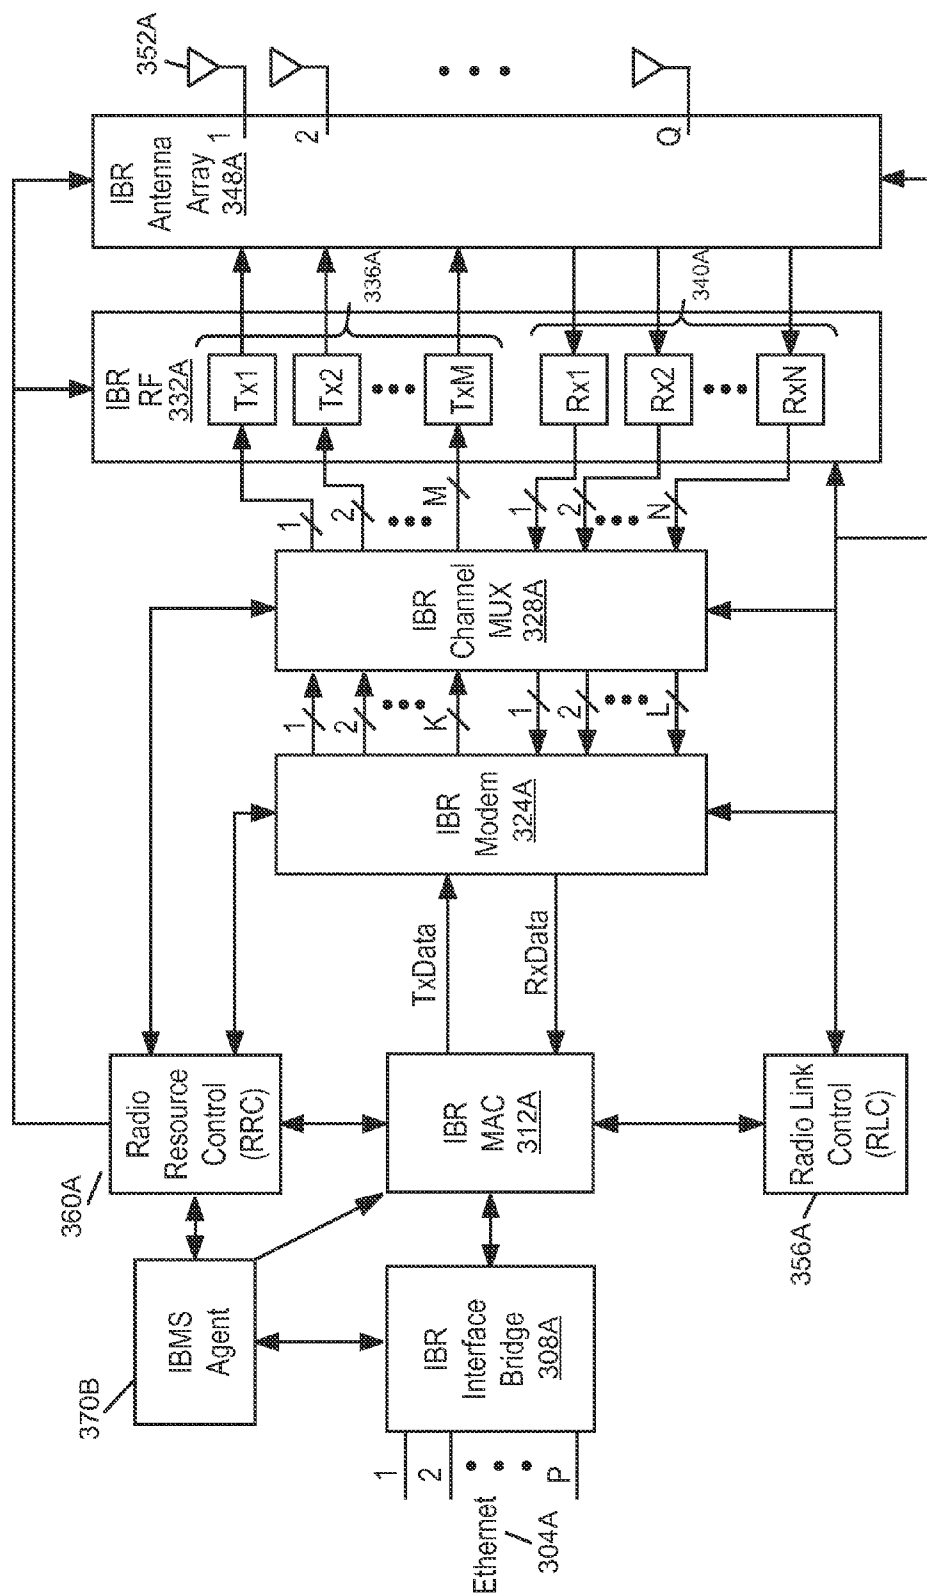 352A
IBR
Antenna
Array
348A
1
2
Q
IBR
RF
332A
336A
340A
Tx1
Tx2
TxM
Rx1
Rx2
RxN
1
2
M
1
2
N
IBR
Channel
MUX
328A
1
2
K
1
2
L
IBR
Modem
324A
TxData
RxData
360A
Radio
Resource
Control
(RRC)
IBR
MAC
312A
Radio Link
Control
(RLC)
356A
370B
IBMS
Agent
IBR
Interface
Bridge
308A
1
2
P
Ethernet
304A